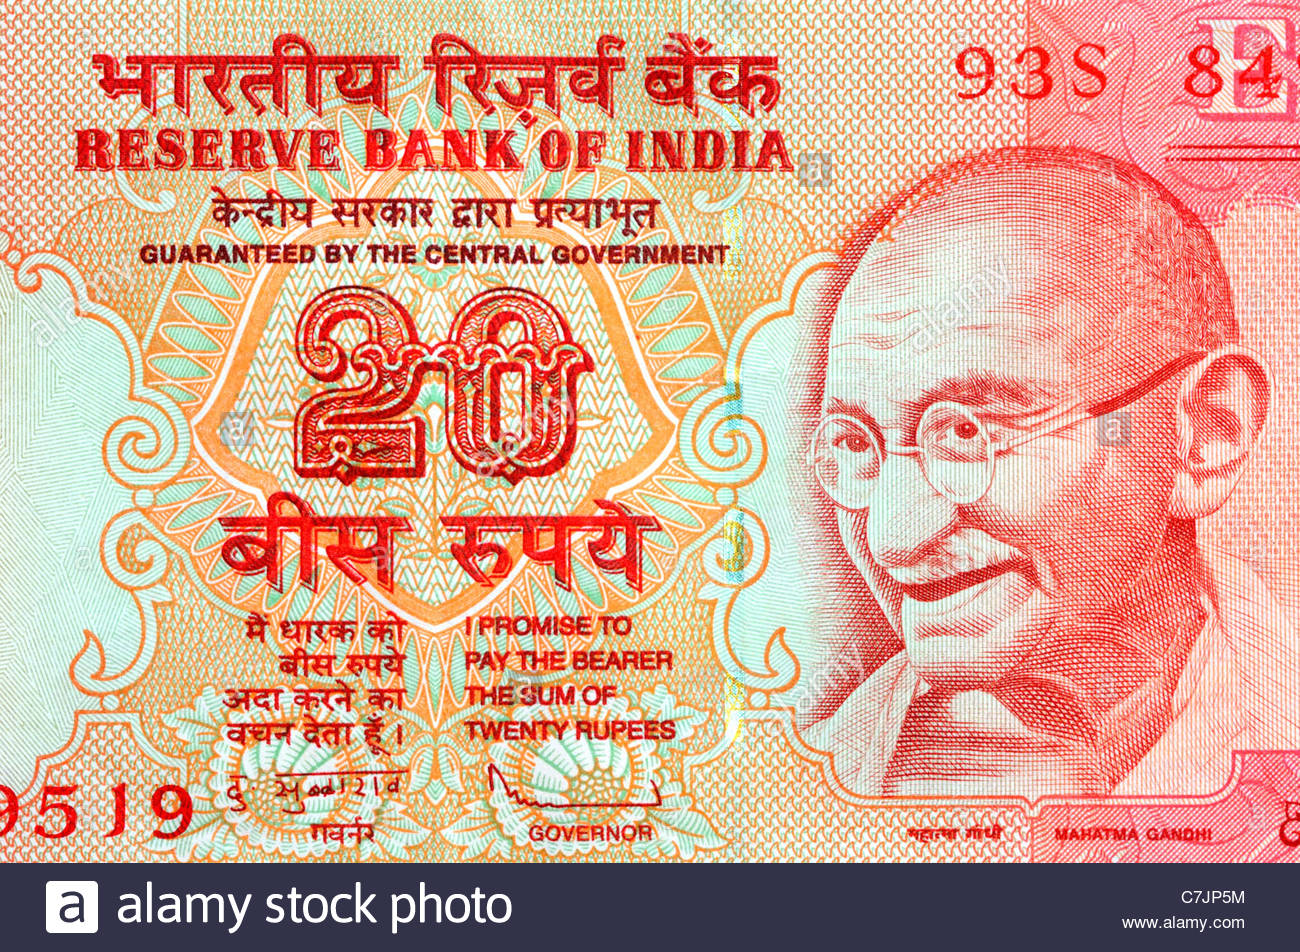 भारतीय रिज़र्व बैंक
93S 84
E
RESERVE BANK OF INDIA
केन्द्रीय सरकार द्वारा प्रत्याभूत
GUARANTEED BY THE CENTRAL GOVERNMENT
20
बीस रुपये
मैं धारक को
बीस रुपये
अदा करने का
वचन देता हूँ।
I PROMISE TO
PAY THE BEARER
THE SUM OF
TWENTY RUPEES
9519
गवर्नर
GOVERNOR
महात्मा गांधी
MAHATMA GANDHI
a alamy stock photo
C7JP5M
www.alamy.com